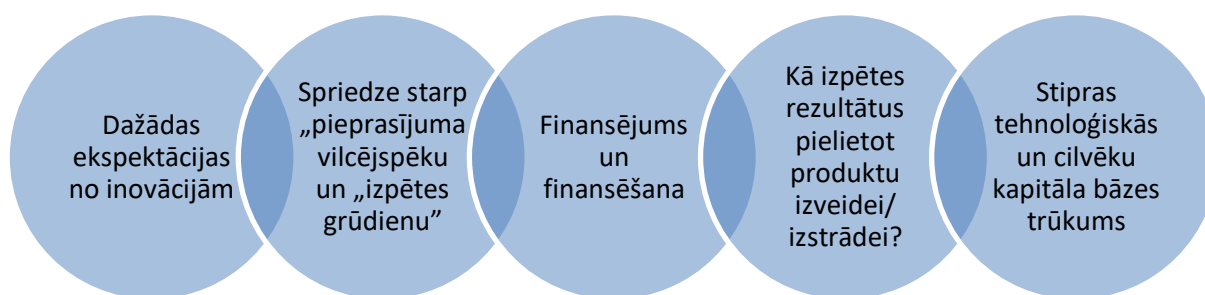 Dažādas
ekspektācijas
no inovācijām
Spriedze starp
„pieprasījuma
vilcējspēku
un „izpētes
grūdienu”
Finansējums
un
finansēšana
Kā izpētes
rezultātus
pielietot
produktu
izveidei/
izstrādei?
Stipras
tehnoloģiskās
un cilvēku
kapitāla bāzes
trūkums